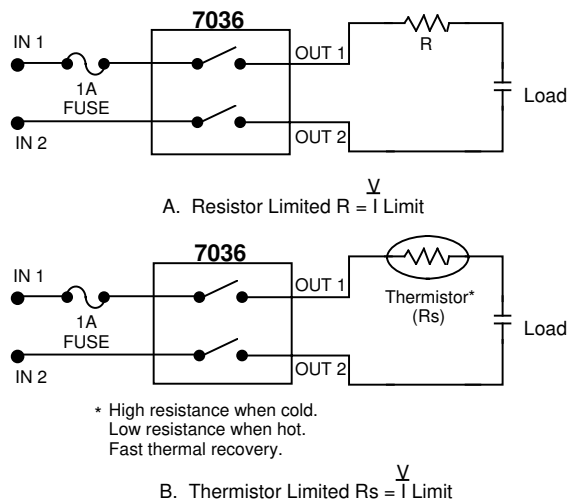 7036
IN 1
OUT 1
R
1A
FUSE
Load
IN 2
OUT 2
A. Resistor Limited R = V
I Limit
7036
IN 1
OUT 1
Thermistor*
(Rs)
1A
FUSE
Load
IN 2
OUT 2
* High resistance when cold.
Low resistance when hot.
Fast thermal recovery.
B. Thermistor Limited Rs = V
I Limit